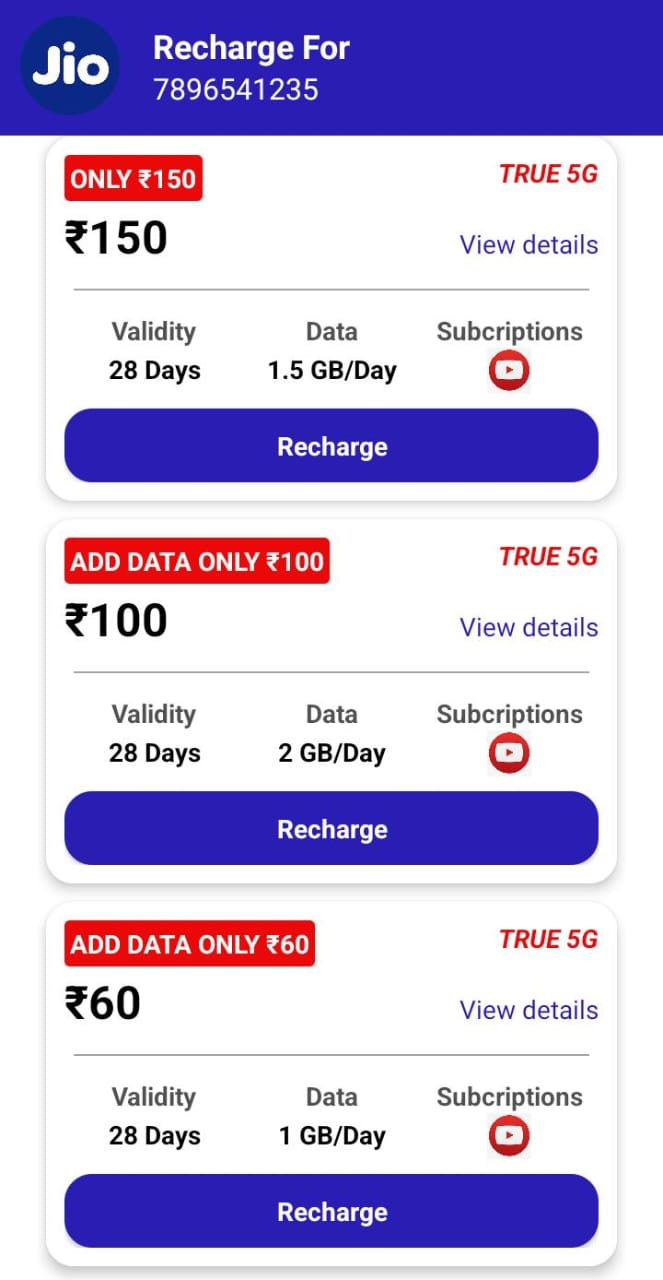 Jio
Recharge For
7896541235
ONLY ₹150
TRUE 5G
₹150
View details
Validity Data Subcriptions
28 Days 1.5 GB/Day
Recharge
ADD DATA ONLY ₹100
TRUE 5G
₹100
View details
Validity Data Subcriptions
28 Days 2 GB/Day
Recharge
ADD DATA ONLY ₹60
TRUE 5G
₹60
View details
Validity Data Subcriptions
28 Days 1 GB/Day
Recharge